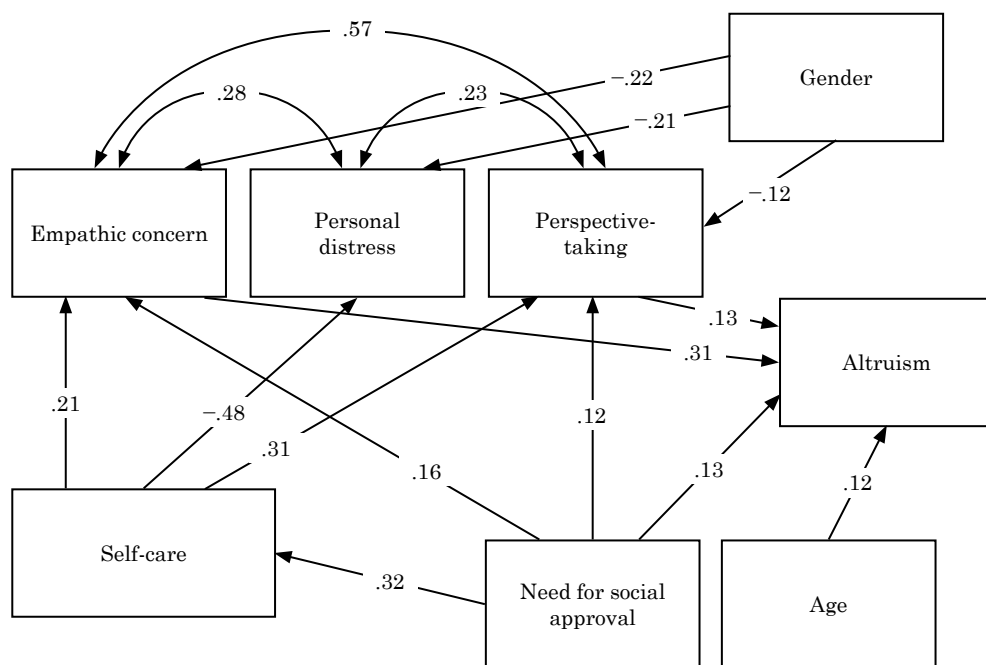 .57
Gender
−.22
.28
.23
−.21
−.12
Empathic concern
Personal
distress
Perspective-
taking
.13
.31
Altruism
.21
−.48
.12
.31
.16
.13
.12
Self-care
.32
Need for social
approval
Age